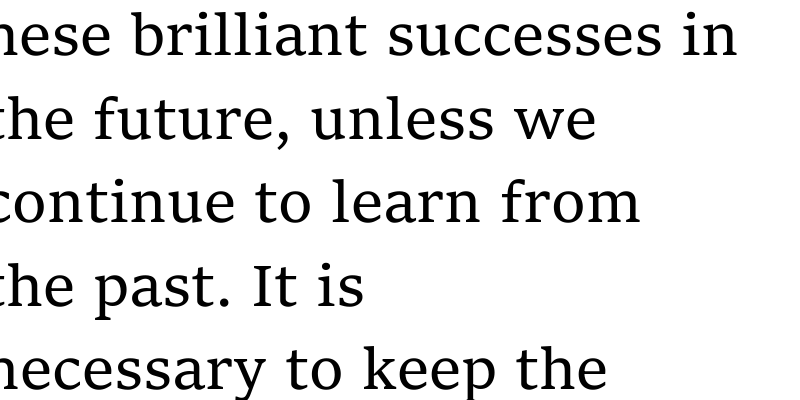 these brilliant successes in
the future, unless we
continue to learn from
the past. It is
necessary to keep the